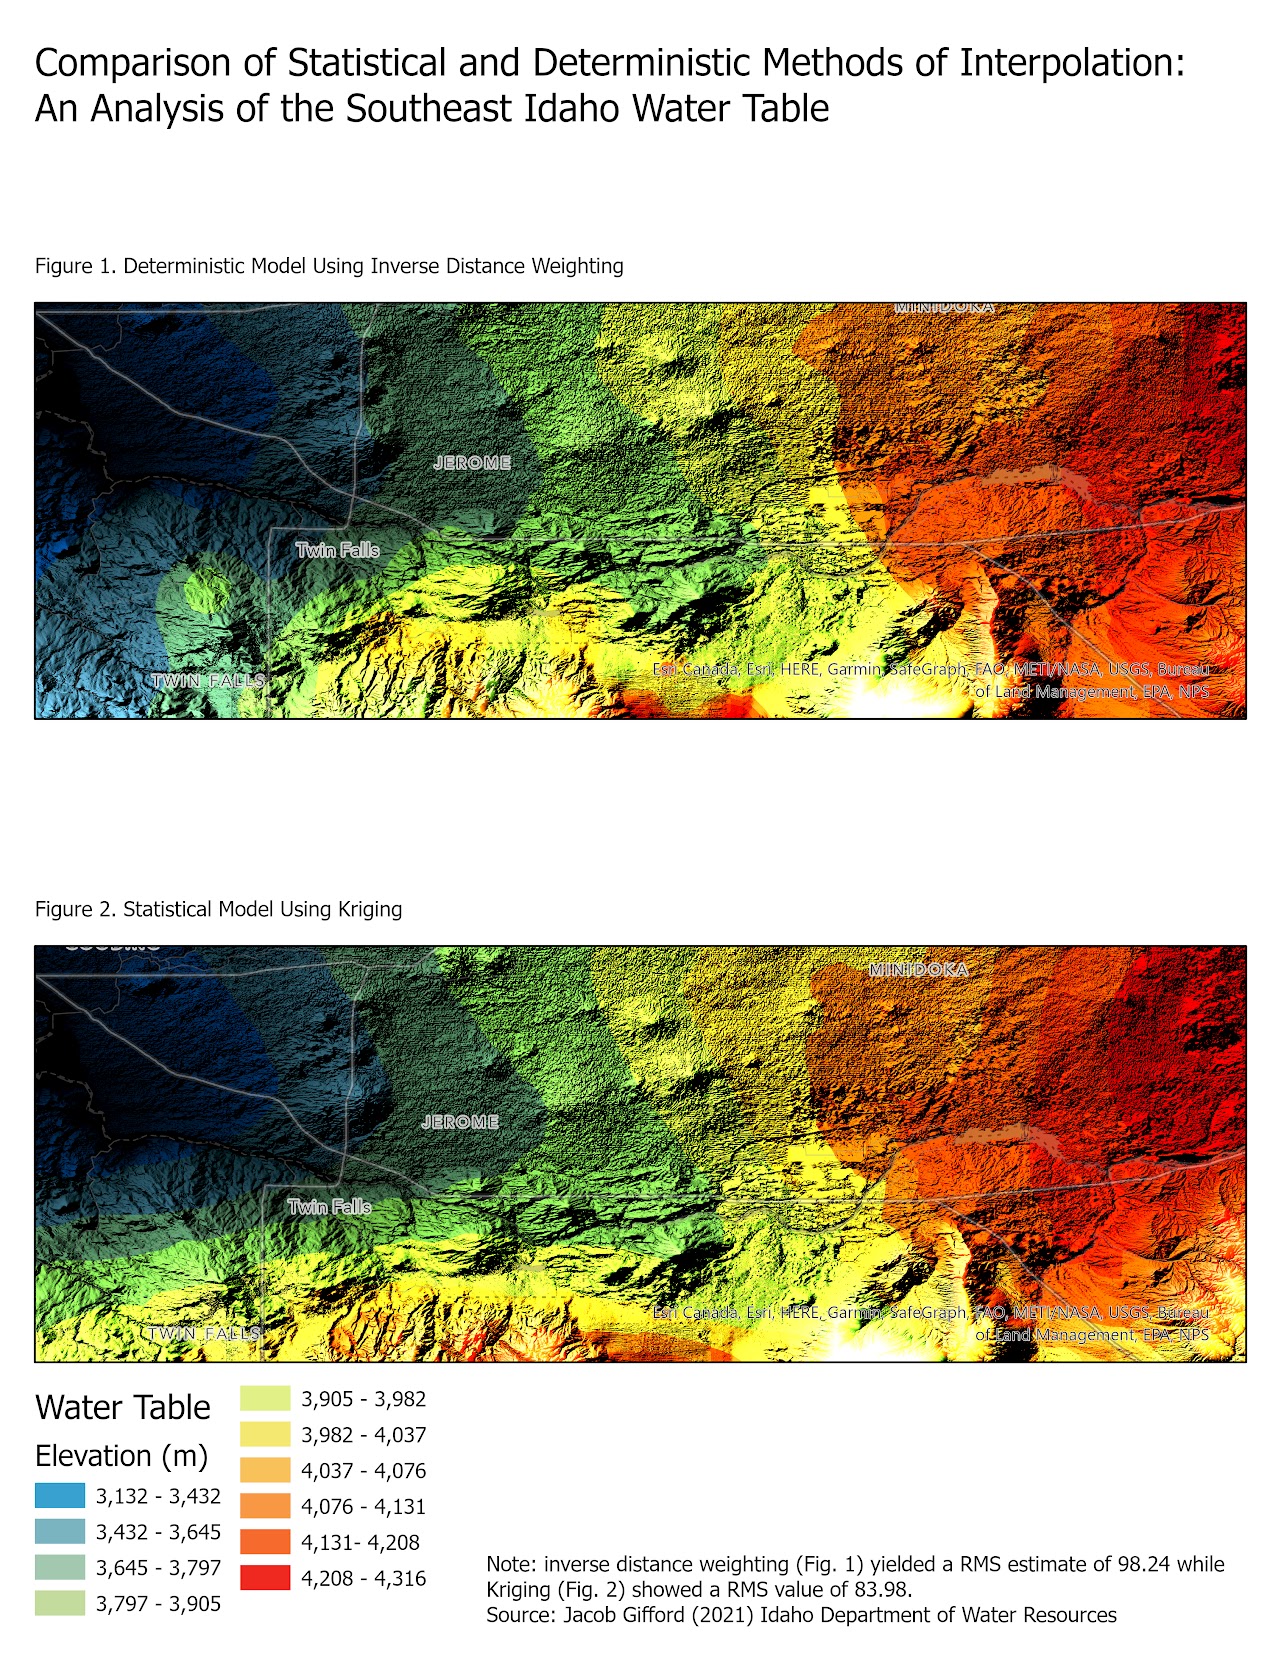 Comparison of Statistical and Deterministic Methods of Interpolation:
An Analysis of the Southeast Idaho Water Table
Figure 1. Deterministic Model Using Inverse Distance Weighting
MINIDOKA
JEROME
Twin Falls
TWIN FALLS
Esri Canada, Esri, HERE, Garmin, SafeGraph, FAO, METI/NASA, USGS, Bureau
of Land Management, EPA, NPS
Figure 2. Statistical Model Using Kriging
GOODING
MINIDOKA
JEROME
Twin Falls
TWIN FALLS
Esri Canada, Esri, HERE, Garmin, SafeGraph, FAO, METI/NASA, USGS, Bureau
of Land Management, EPA, NPS
Water Table
Elevation (m)
3,132 - 3,432
3,432 - 3,645
3,645 - 3,797
3,797 - 3,905
3,905 - 3,982
3,982 - 4,037
4,037 - 4,076
4,076 - 4,131
4,131- 4,208
4,208 - 4,316
Note: inverse distance weighting (Fig. 1) yielded a RMS estimate of 98.24 while
Kriging (Fig. 2) showed a RMS value of 83.98.
Source: Jacob Gifford (2021) Idaho Department of Water Resources